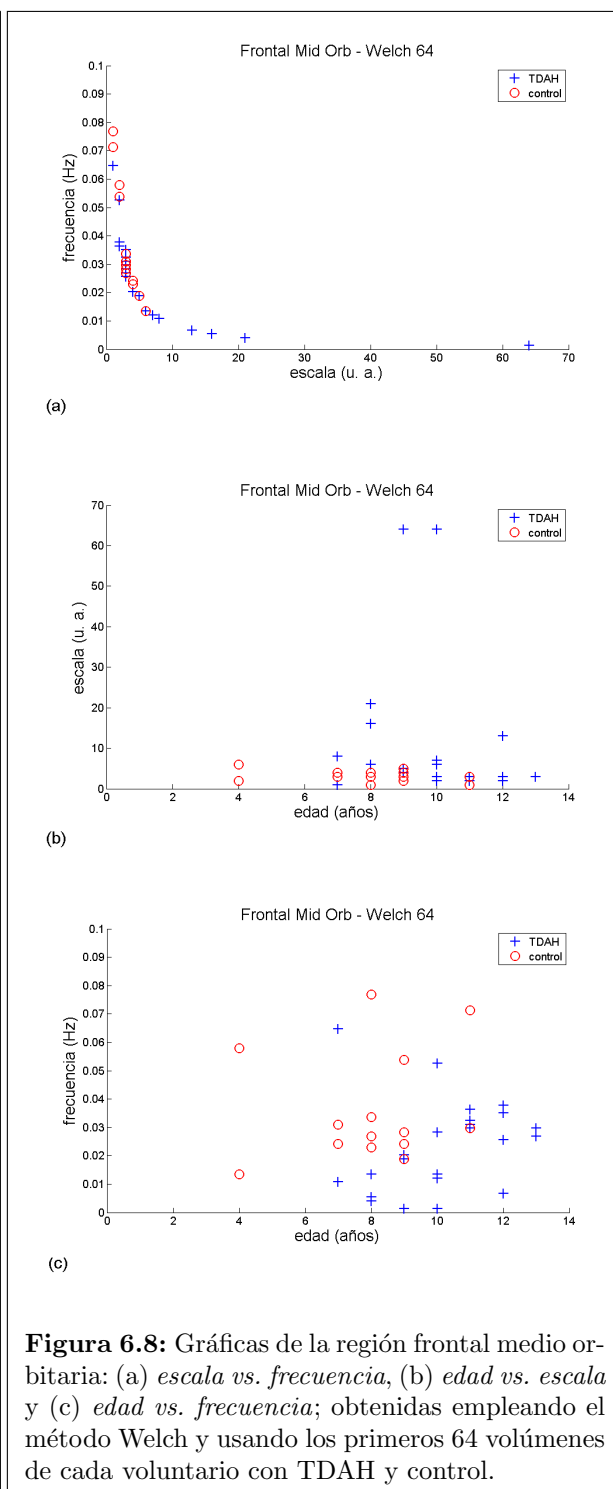 Frontal Mid Orb - Welch 64
TDAH
control
0.1
0.09
0.08
0.07
0.06
0.05
0.04
0.03
0.02
0.01
0
frecuencia (Hz)
0 10 20 30 40 50 60 70
escala (u. a.)
(a)
Frontal Mid Orb - Welch 64
TDAH
control
70
60
50
40
30
20
10
0
escala (u. a.)
0 2 4 6 8 10 12 14
edad (años)
(b)
Frontal Mid Orb - Welch 64
TDAH
control
0.1
0.09
0.08
0.07
0.06
0.05
0.04
0.03
0.02
0.01
0
frecuencia (Hz)
0 2 4 6 8 10 12 14
edad (años)
(c)
Figura 6.8: Gráficas de la región frontal medio or-
bitaria: (a) escala vs. frecuencia, (b) edad vs. escala
y (c) edad vs. frecuencia; obtenidas empleando el
método Welch y usando los primeros 64 volúmenes
de cada voluntario con TDAH y control.